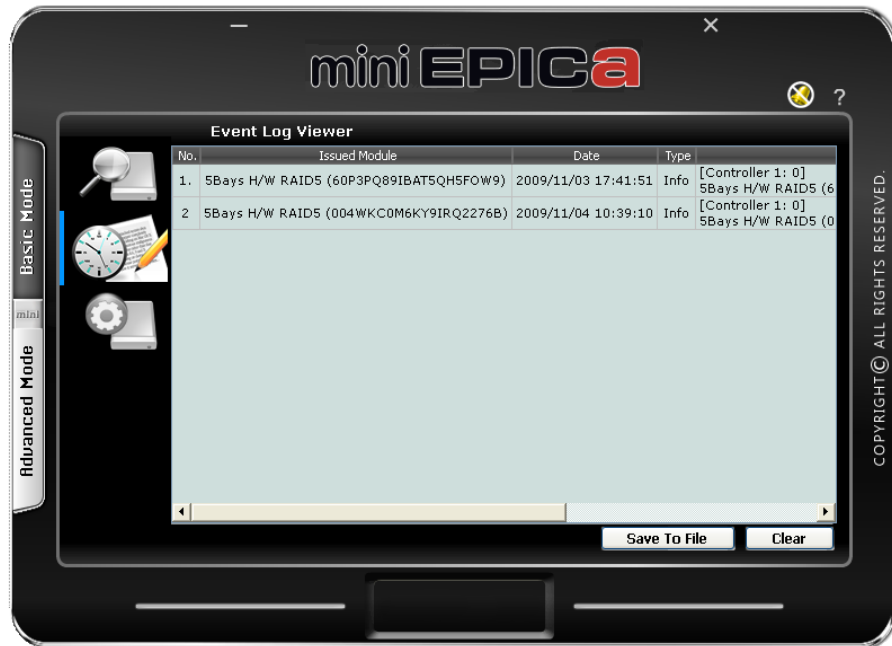 mini EPICa
?
Event Log Viewer
No. Issued Module Date Type
1. 5Bays H/W RAID5 (60P3PQ89IBAT5QH5FOW9) 2009/11/03 17:41:51 Info [Controller 1: 0]
5Bays H/W RAID5 (6
2 5Bays H/W RAID5 (004WKC0M6KY9IRQ2276B) 2009/11/04 10:39:10 Info [Controller 1: 0]
5Bays H/W RAID5 (0
Basic Mode
mini
Advanced Mode
Save To File Clear
COPYRIGHT© ALL RIGHTS RESERVED.